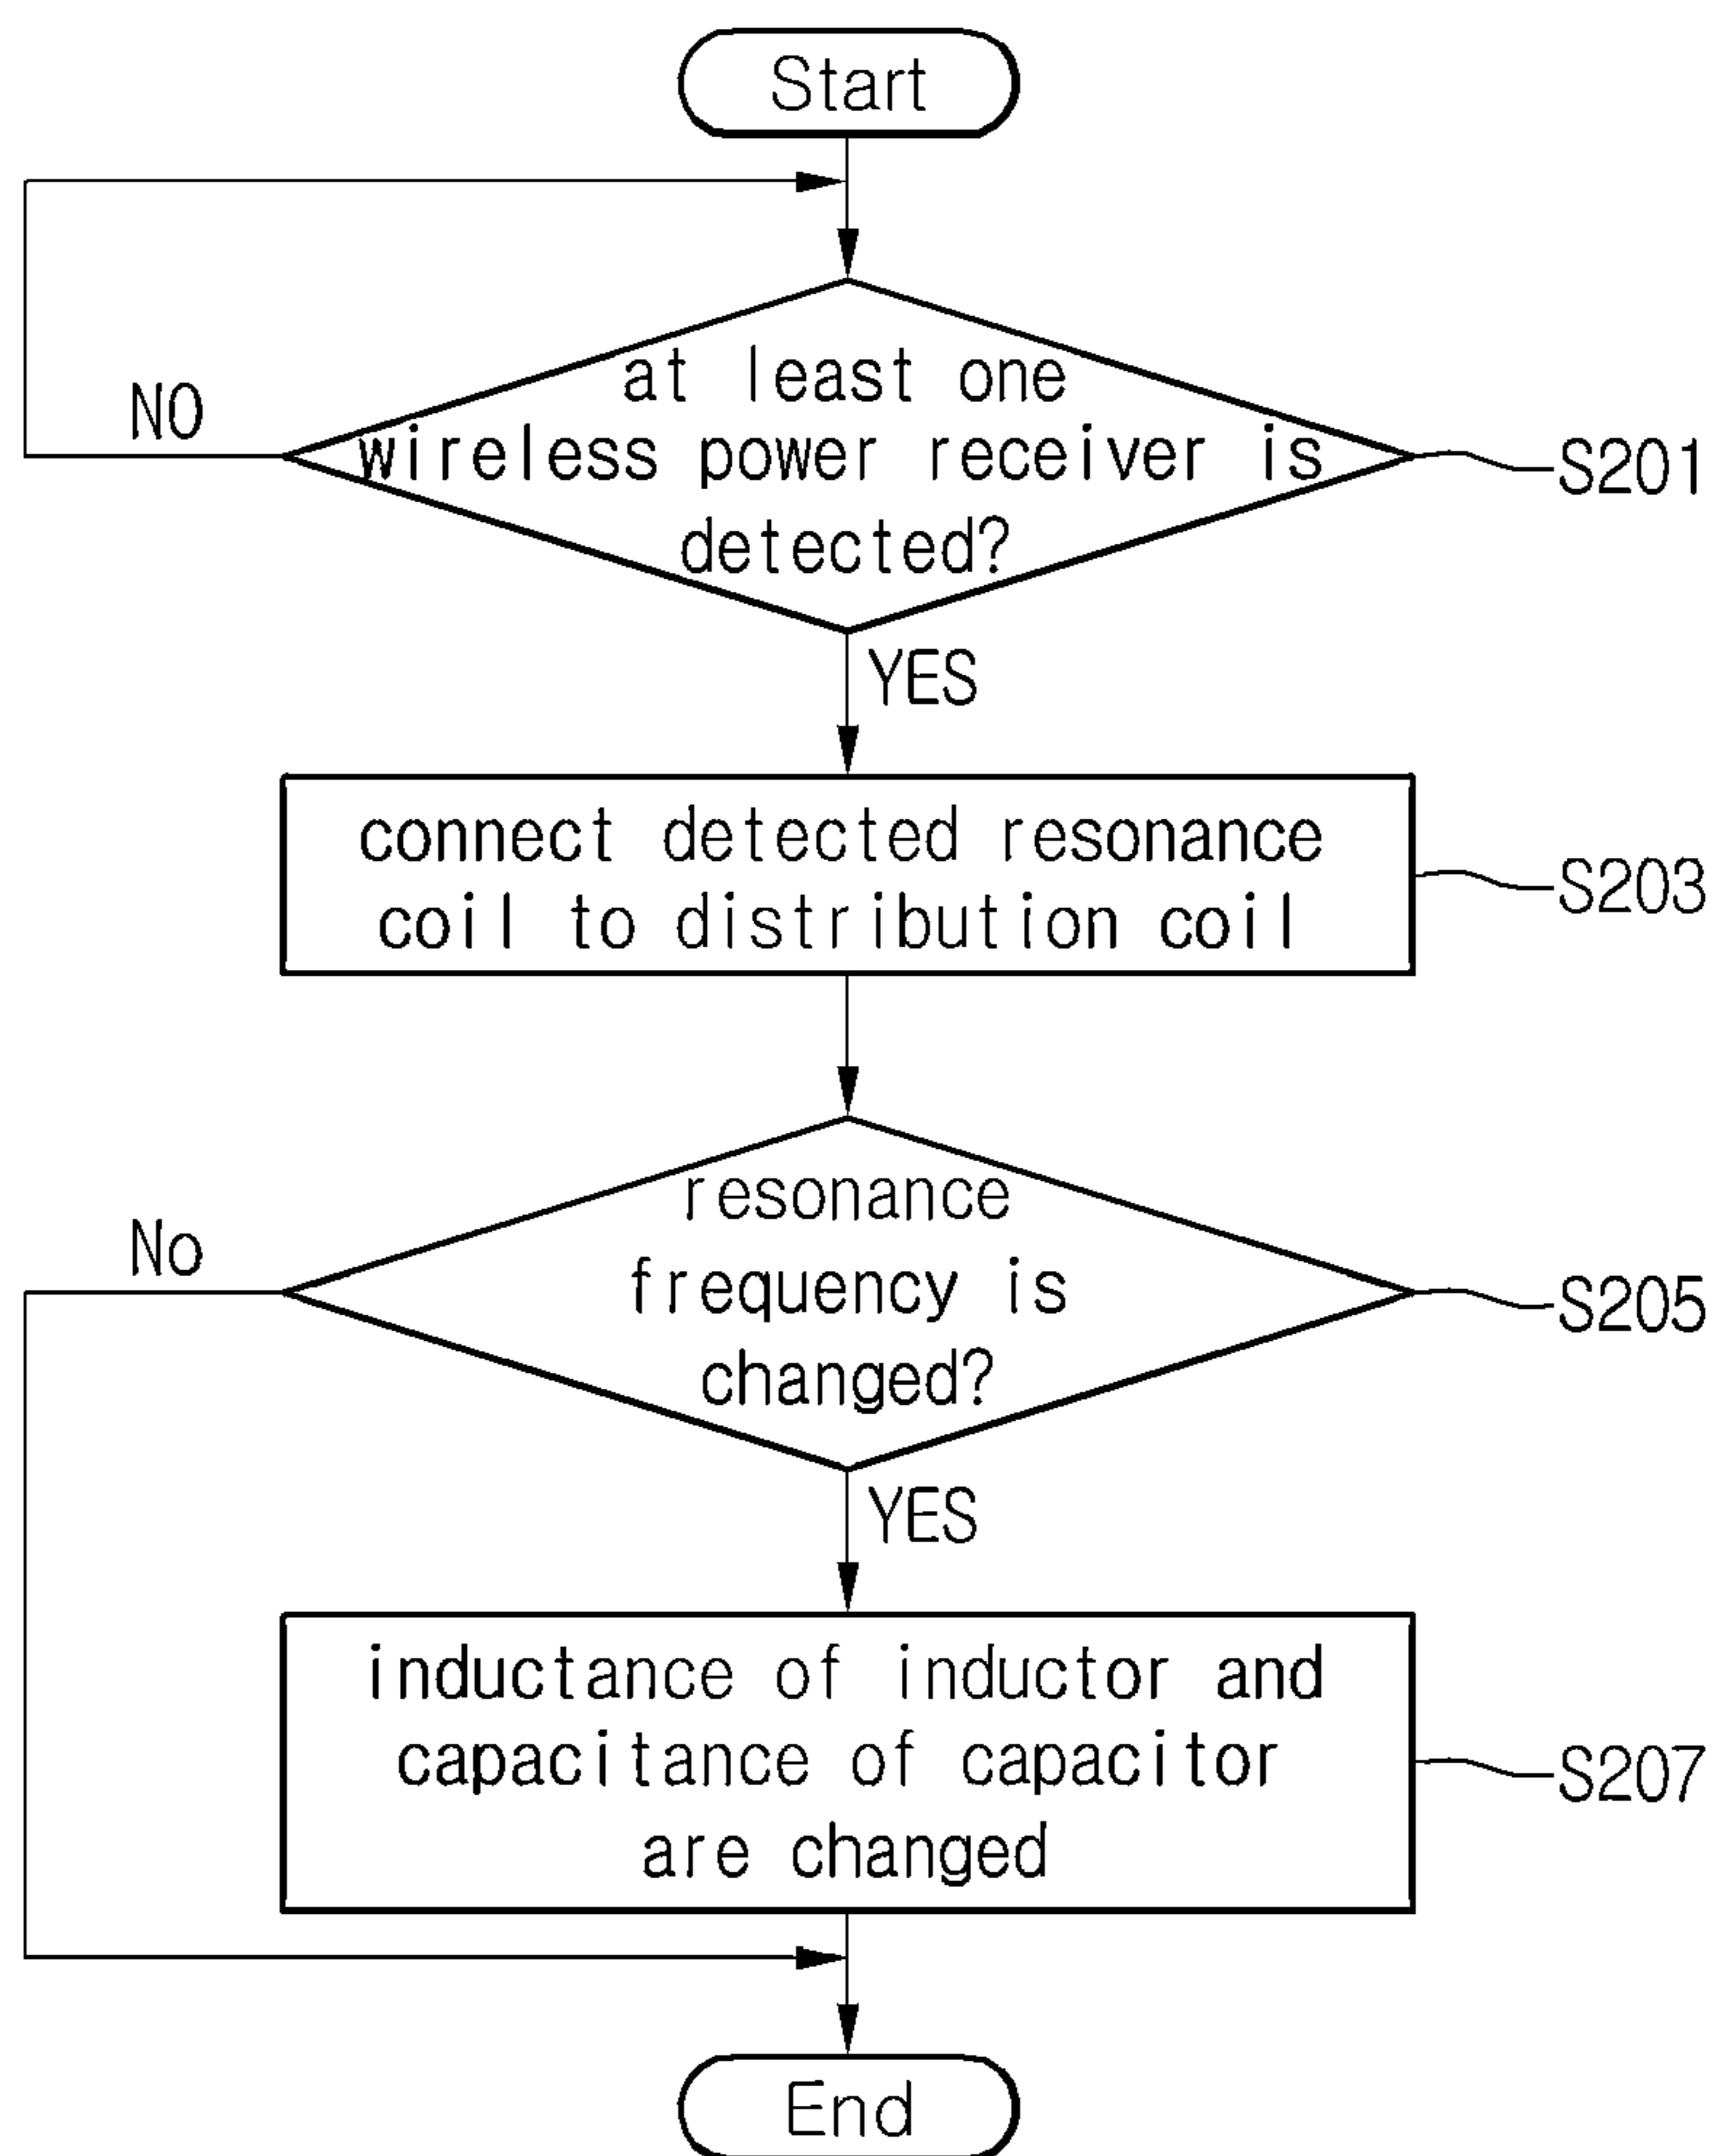 Start
at least one
NO
wireless power receiver is
S201
detected?
YES
connect detected resonance
coil to distribution coil
S203
resonance
No
frequency is
S205
changed?
YES
inductance of inductor and
capacitance of capacitor
S207
are changed
End